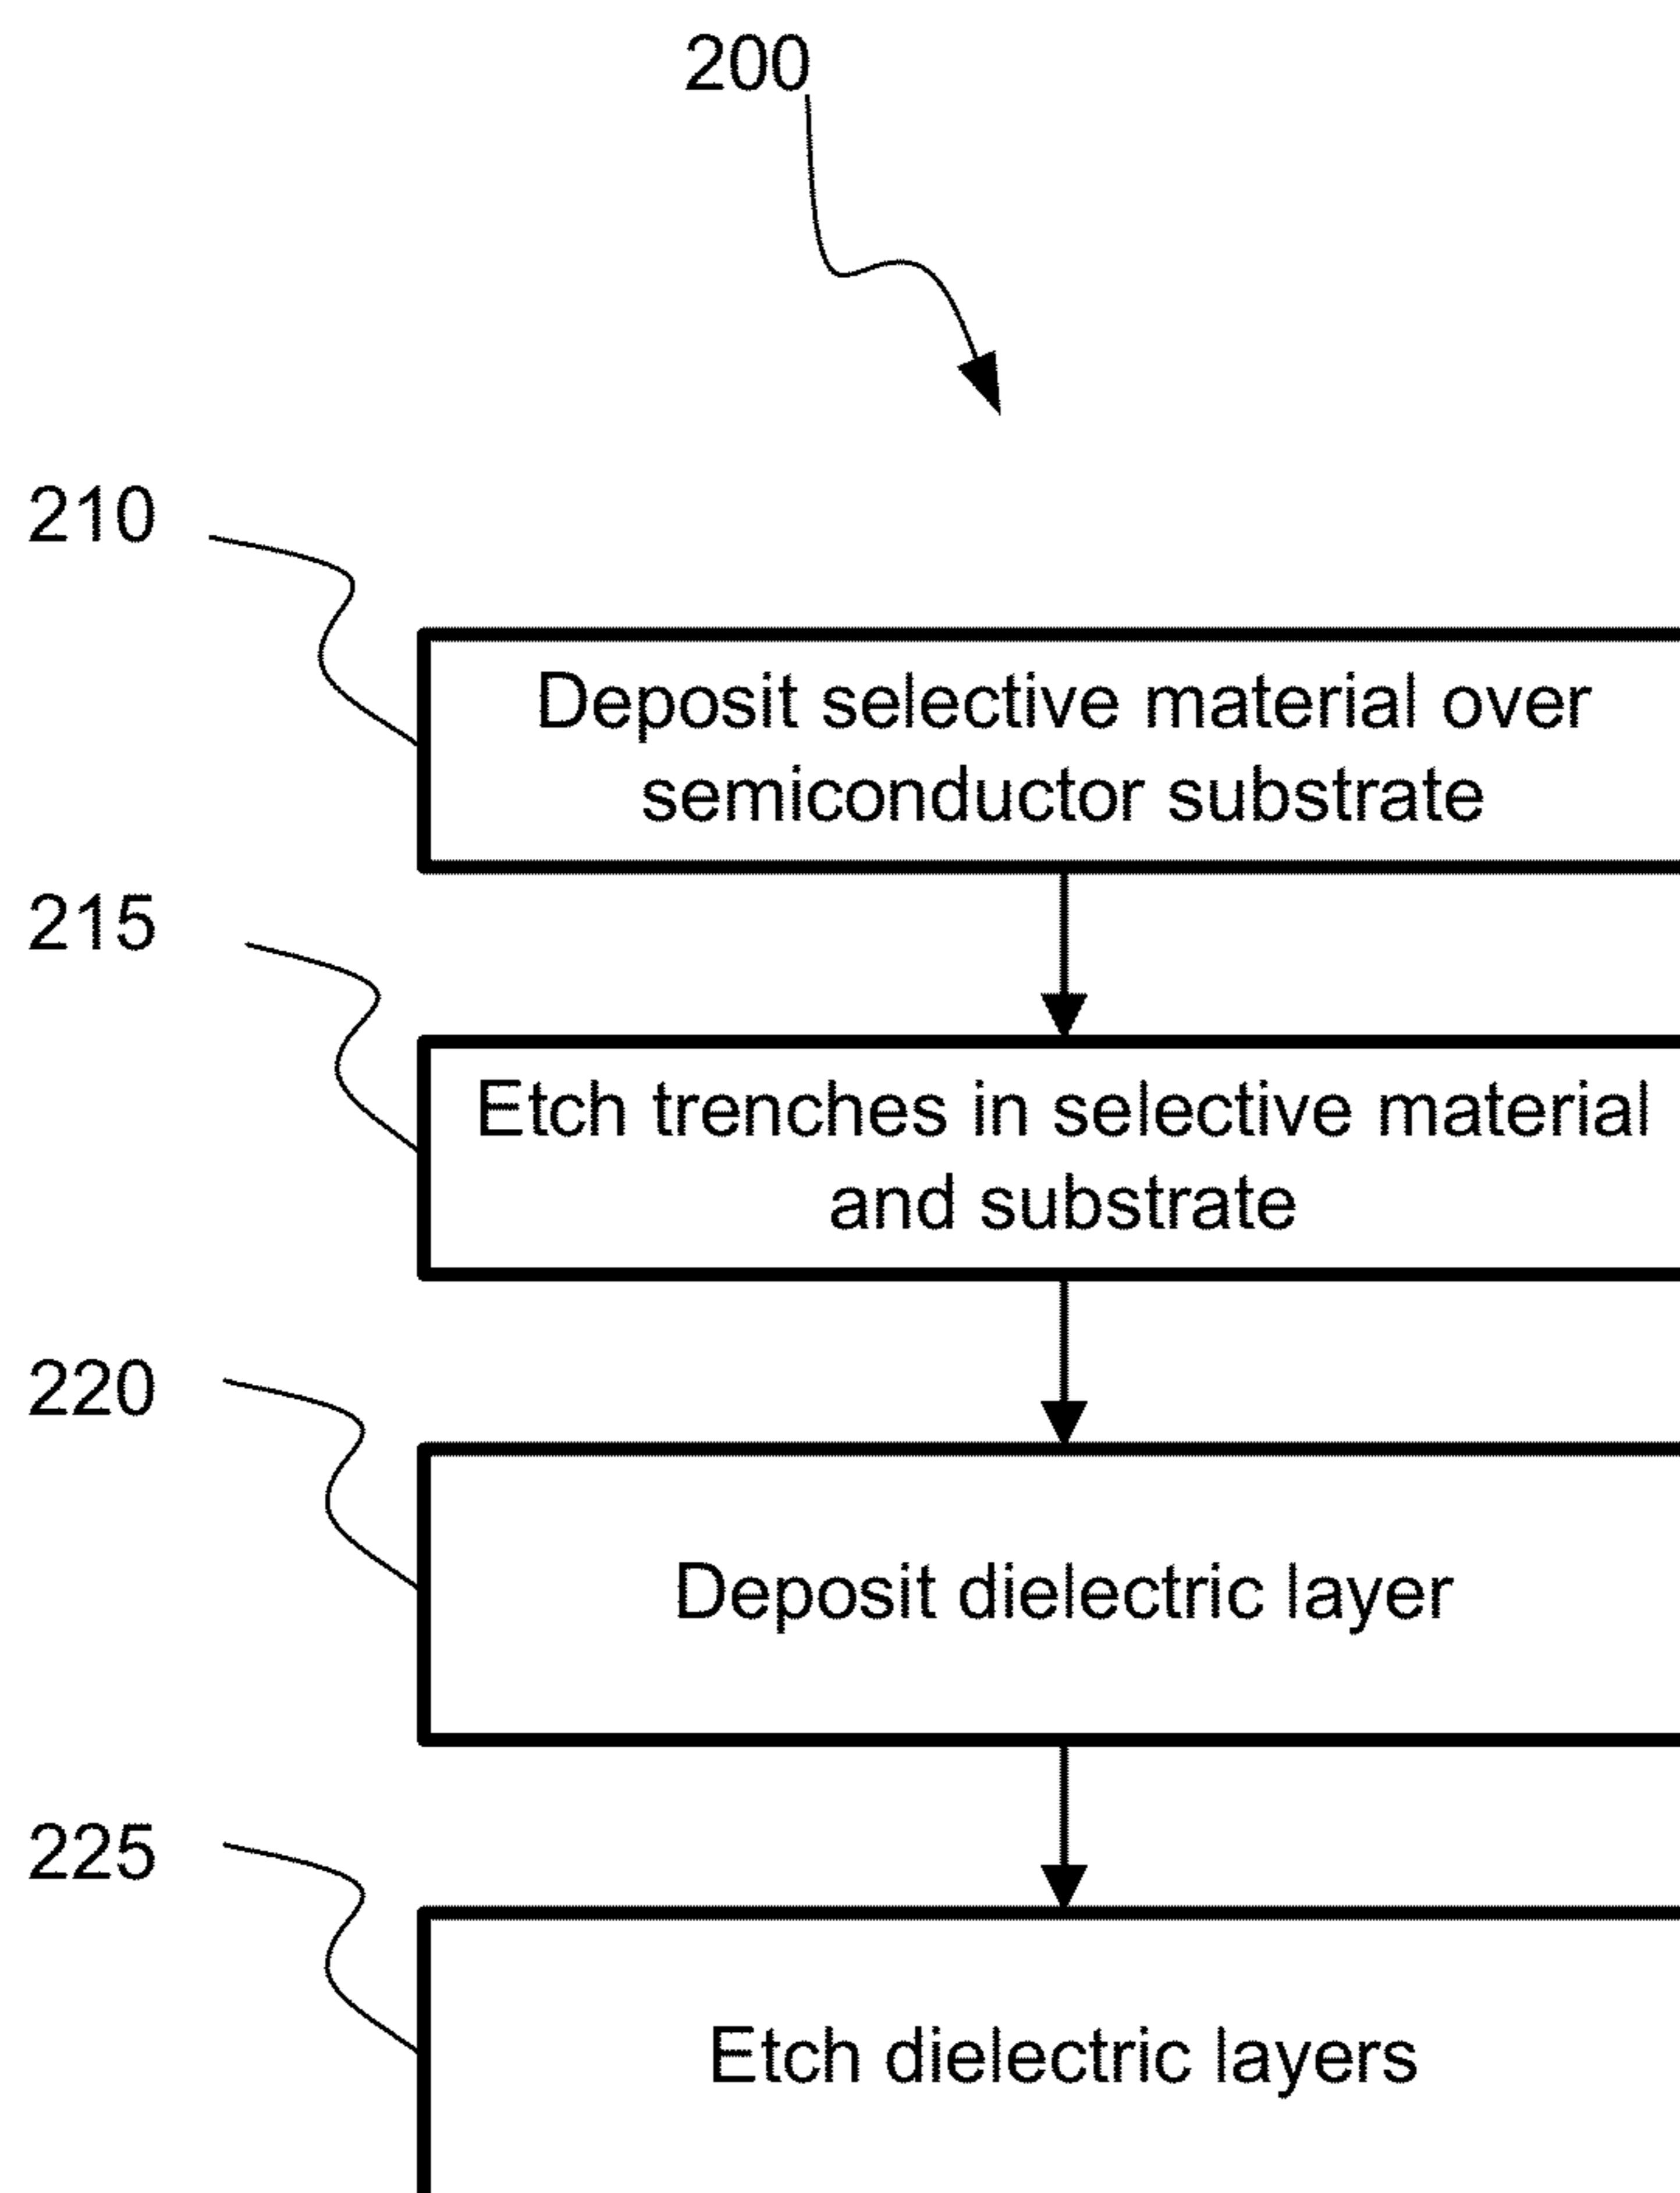 200
210
Deposit selective material over
semiconductor substrate
215
Etch trenches in selective material
and substrate
220
Deposit dielectric layer
225
Etch dielectric layers